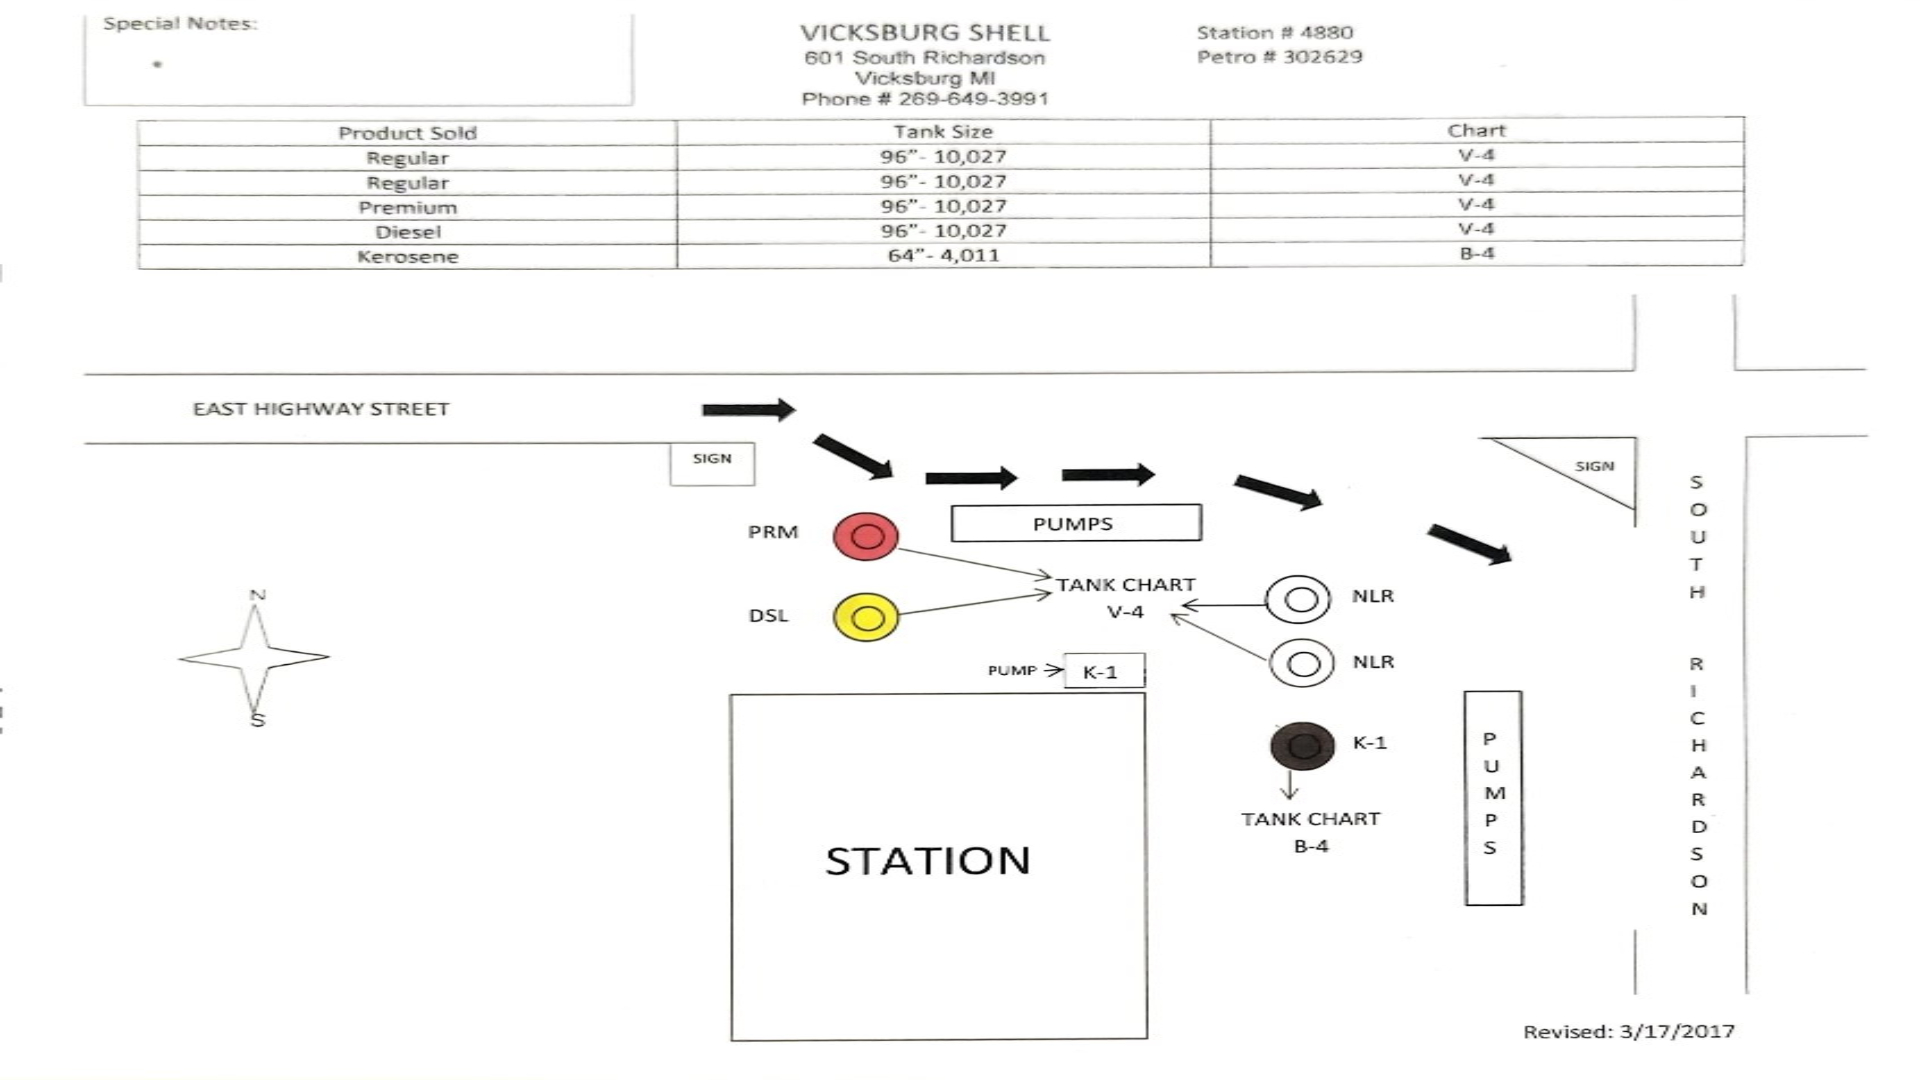 Special Notes:
VICKSBURG SHELL
601 South Richardson
Vicksburg MI
Phone # 269-649-3991
Station # 4880
Petro # 302629
Product Sold Tank Size Chart
Regular 96”- 10,027 V-4
Regular 96”- 10,027 V-4
Premium 96”- 10,027 V-4
Diesel 96”- 10,027 V-4
Kerosene 64”- 4,011 B-4
EAST HIGHWAY STREET
SIGN
SIGN
PRM
PUMPS
DSL
TANK CHART
V-4
NLR
NLR
N
S
PUMP
K-1
K-1
TANK CHART
B-4
PUMPS
STATION
SOUTH RICHARDSON
Revised: 3/17/2017